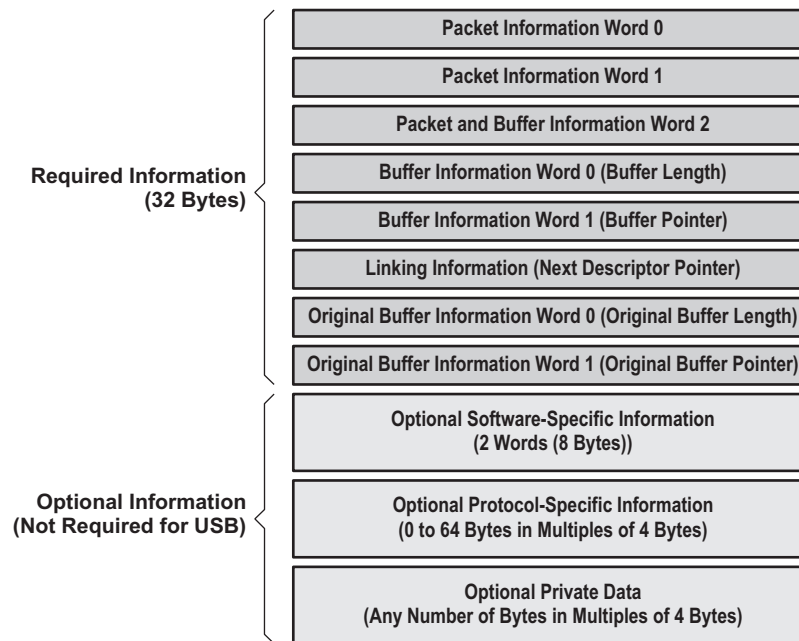 Packet Information Word 0
Packet Information Word 1
Packet and Buffer Information Word 2
Required Information
(32 Bytes)
Buffer Information Word 0 (Buffer Length)
Buffer Information Word 1 (Buffer Pointer)
Linking Information (Next Descriptor Pointer)
Original Buffer Information Word 0 (Original Buffer Length)
Original Buffer Information Word 1 (Original Buffer Pointer)
Optional Software-Specific Information
(2 Words (8 Bytes))
Optional Information
(Not Required for USB)
Optional Protocol-Specific Information
(0 to 64 Bytes in Multiples of 4 Bytes)
Optional Private Data
(Any Number of Bytes in Multiples of 4 Bytes)